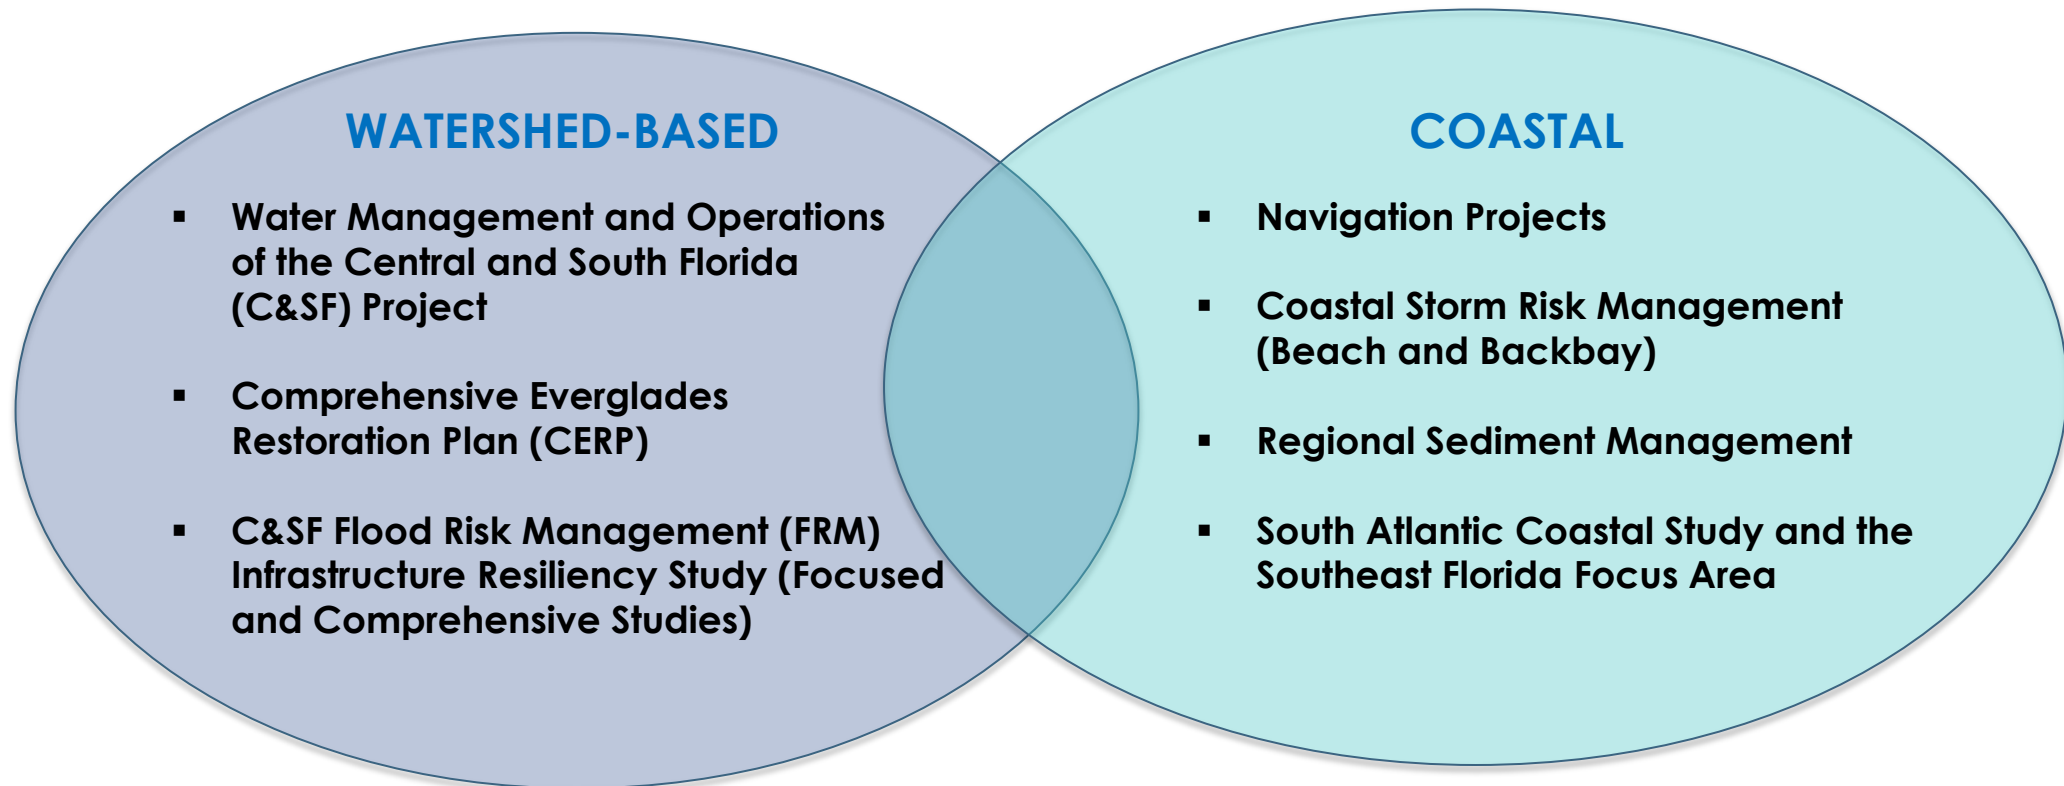 WATERSHED-BASED
▪ Water Management and Operations
of the Central and South Florida
(C&SF) Project
▪ Comprehensive Everglades
Restoration Plan (CERP)
▪ C&SF Flood Risk Management (FRM)
Infrastructure Resiliency Study (Focused
and Comprehensive Studies)
COASTAL
▪ Navigation Projects
▪ Coastal Storm Risk Management
(Beach and Backbay)
▪ Regional Sediment Management
▪ South Atlantic Coastal Study and the
Southeast Florida Focus Area